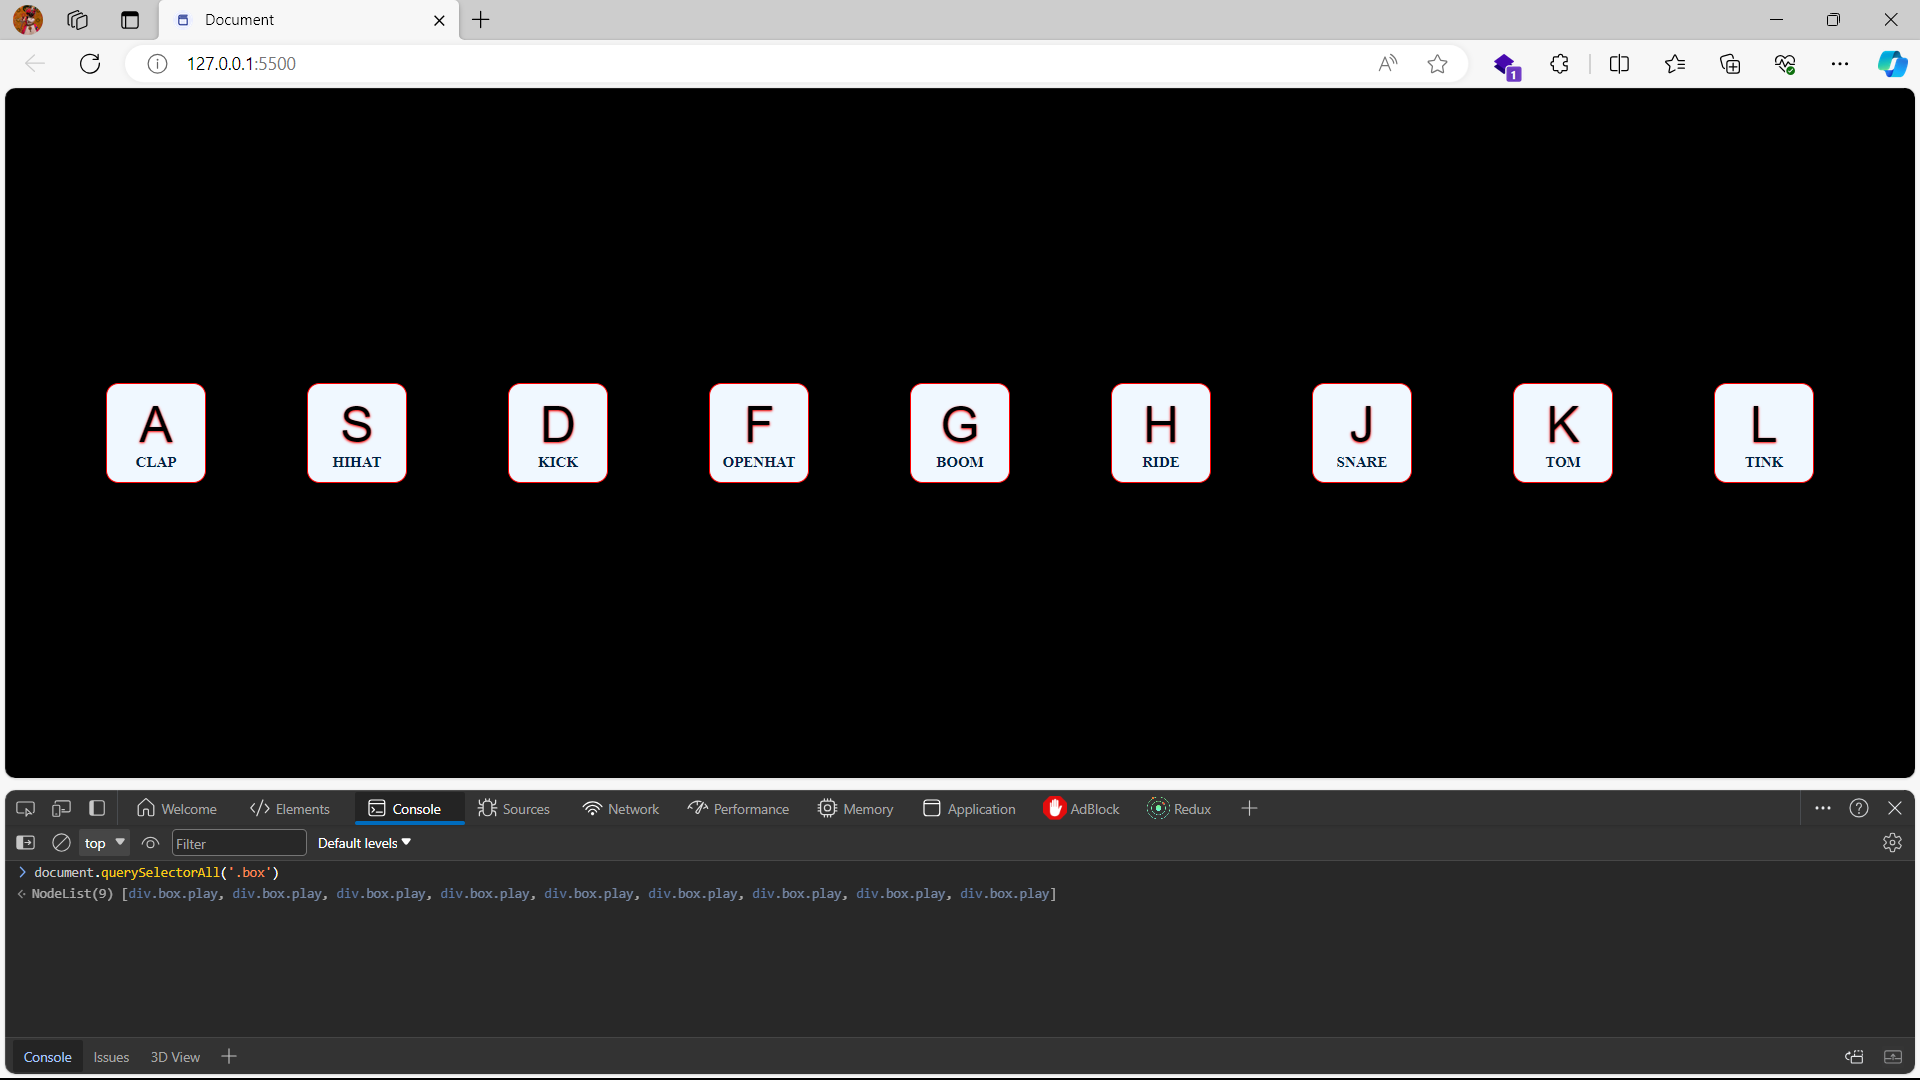 Document
127.0.0.1:5500
1
A S D F G H J K L
CLAP HIHAT KICK OPENHAT BOOM RIDE SNARE TOM TINK
Welcome Elements Console Sources Network Performance Memory Application AdBlock Redux
top Filter Default levels
document.querySelectorAll('.box')
NodeList(9) [div.box.play, div.box.play, div.box.play, div.box.play, div.box.play, div.box.play, div.box.play, div.box.play, div.box.play]
Console Issues 3D View